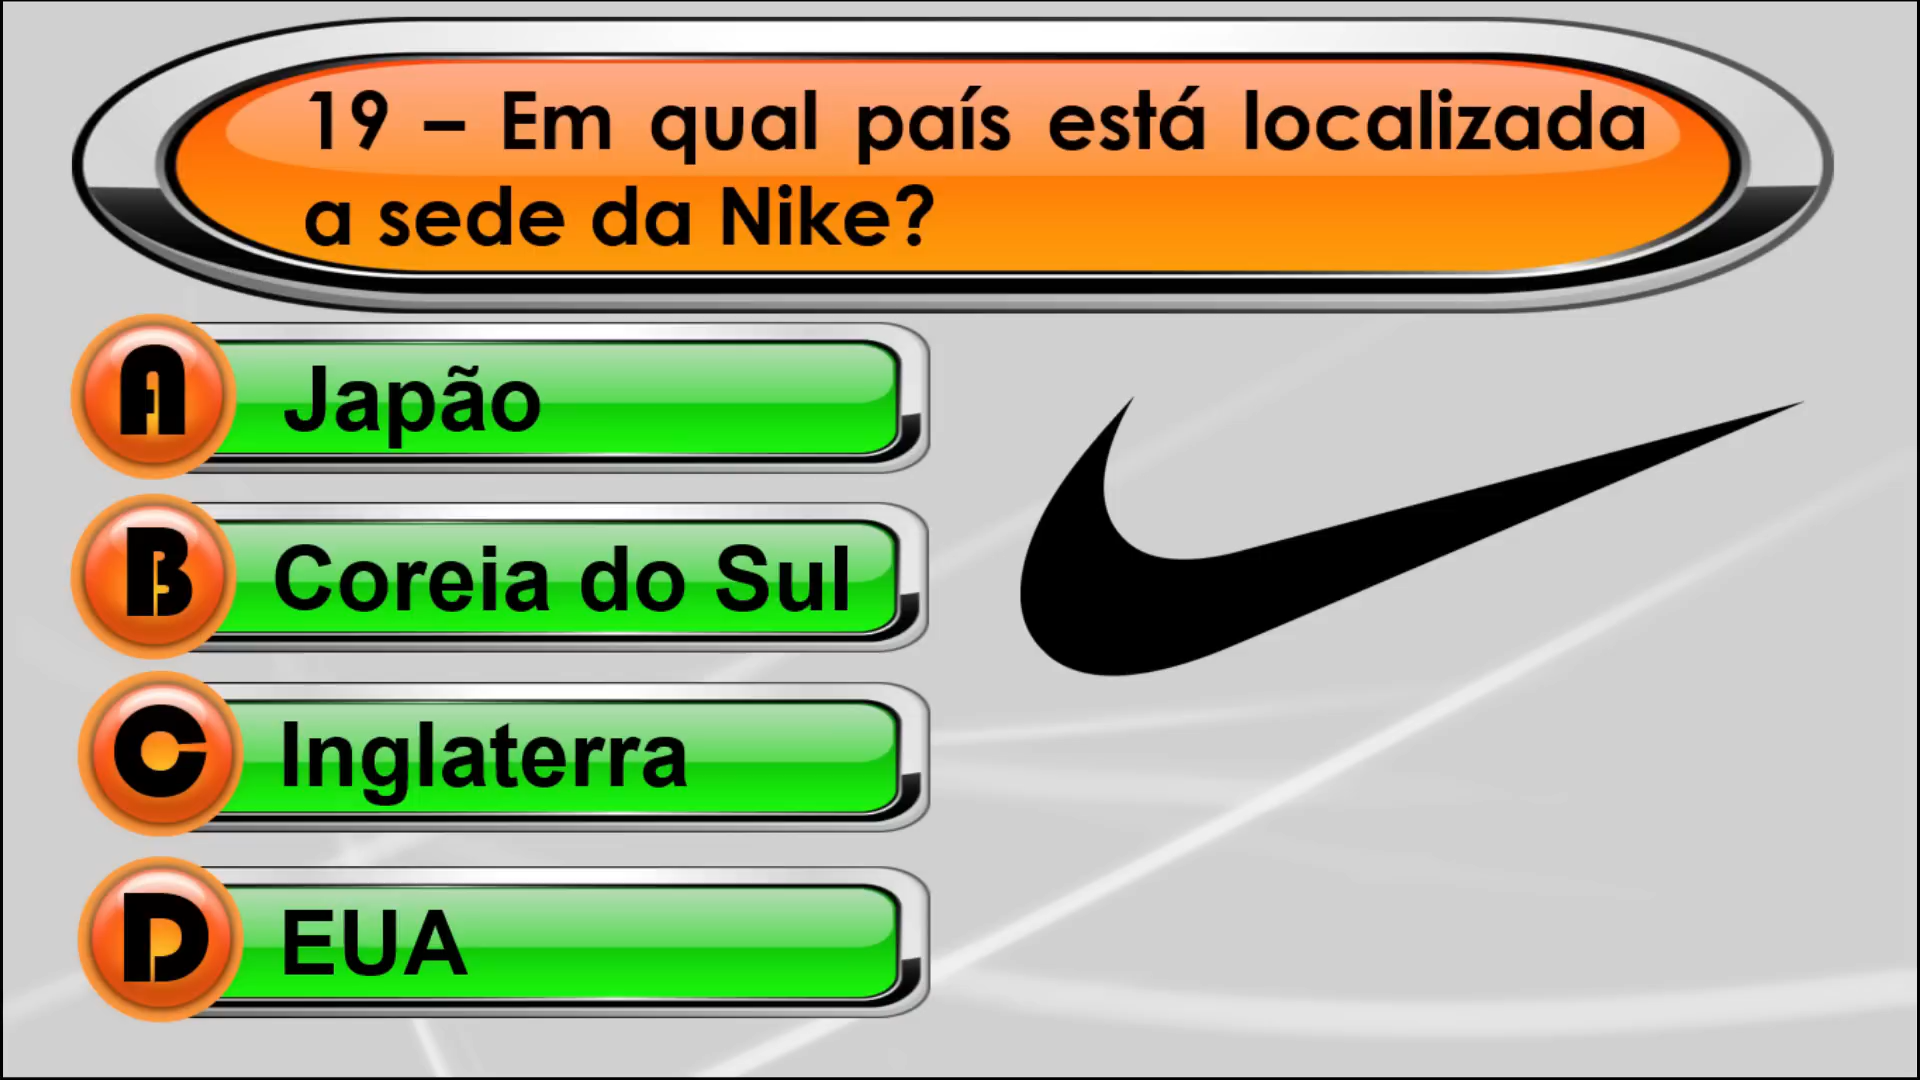 19 – Em qual país está localizada
a sede da Nike?
A Japão
B Coreia do Sul
C Inglaterra
D EUA